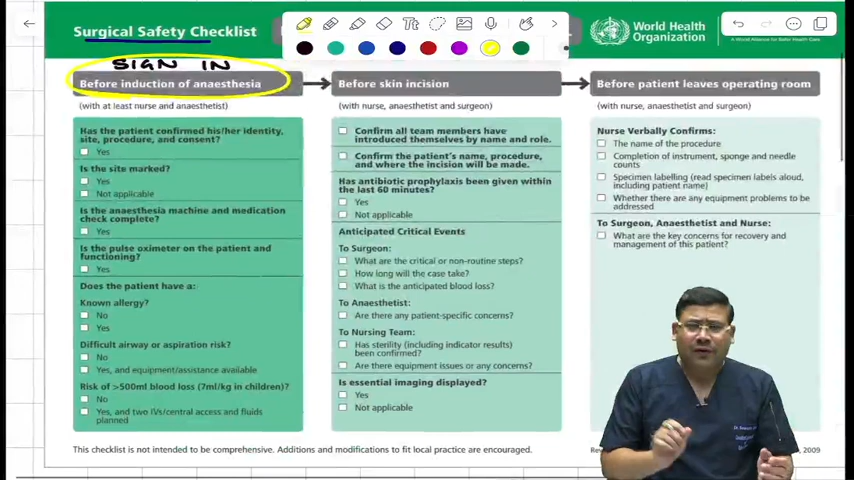 Surgical Safety Checklist
World Health
Organization
SIGN IN
Before induction of anaesthesia
(with at least nurse and anaesthetist)
Has the patient confirmed his/her identity,
site, procedure, and consent?
Yes
Is the site marked?
Yes
Not applicable
Is the anaesthesia machine and medication
check complete?
Yes
Is the pulse oximeter on the patient and
functioning?
Yes
Does the patient have a:
Known allergy?
No
Yes
Difficult airway or aspiration risk?
No
Yes, and equipment/assistance available
Risk of >500ml blood loss (7ml/kg in children)?
No
Yes, and two IVs/central access and fluids
planned
Before skin incision
(with nurse, anaesthetist and surgeon)
Confirm all team members have
introduced themselves by name and role.
Confirm the patient's name, procedure,
and where the incision will be made.
Has antibiotic prophylaxis been given within
the last 60 minutes?
Yes
Not applicable
Anticipated Critical Events
To Surgeon:
What are the critical or non-routine steps?
How long will the case take?
What is the anticipated blood loss?
To Anaesthetist:
Are there any patient-specific concerns?
To Nursing Team:
Has sterility (including indicator results)
been confirmed?
Are there equipment issues or any concerns?
Is essential imaging displayed?
Yes
Not applicable
Before patient leaves operating room
(with nurse, anaesthetist and surgeon)
Nurse Verbally Confirms:
The name of the procedure
Completion of instrument, sponge and needle
counts
Specimen labelling (read specimen labels aloud,
including patient name)
Whether there are any equipment problems to be
addressed
To Surgeon, Anaesthetist and Nurse:
What are the key concerns for recovery and
management of this patient?
This checklist is not intended to be comprehensive. Additions and modifications to fit local practice are encouraged.
2009
Tt